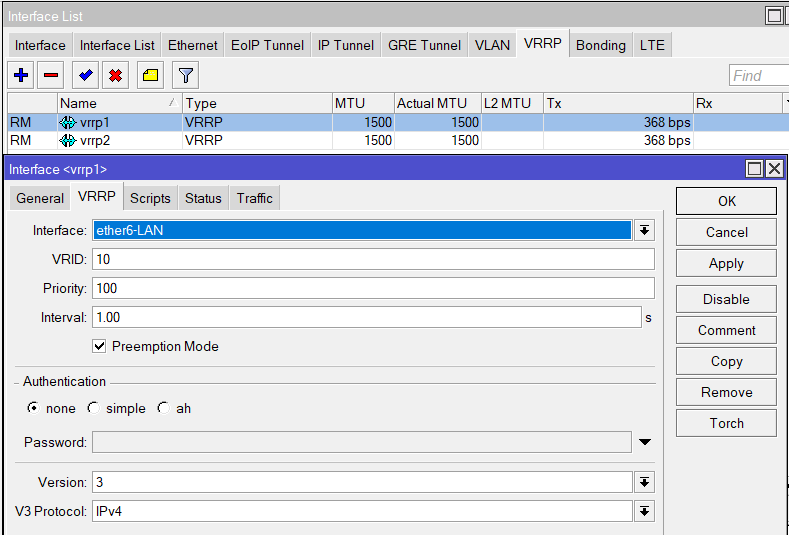 Interface List
Interface Interface List Ethernet EoIP Tunnel IP Tunnel GRE Tunnel VLAN VRRP Bonding LTE
Find
Name Type MTU Actual MTU L2 MTU Tx Rx
RM vrrp1 VRRP 1500 1500 368 bps
RM vrrp2 VRRP 1500 1500 368 bps
Interface <vrrp1>
General VRRP Scripts Status Traffic
Interface: ether6-LAN
VRID: 10
Priority: 100
Interval: 1.00 s
Preemption Mode
Authentication
none simple ah
Password:
Version: 3
V3 Protocol: IPv4
OK
Cancel
Apply
Disable
Comment
Copy
Remove
Torch